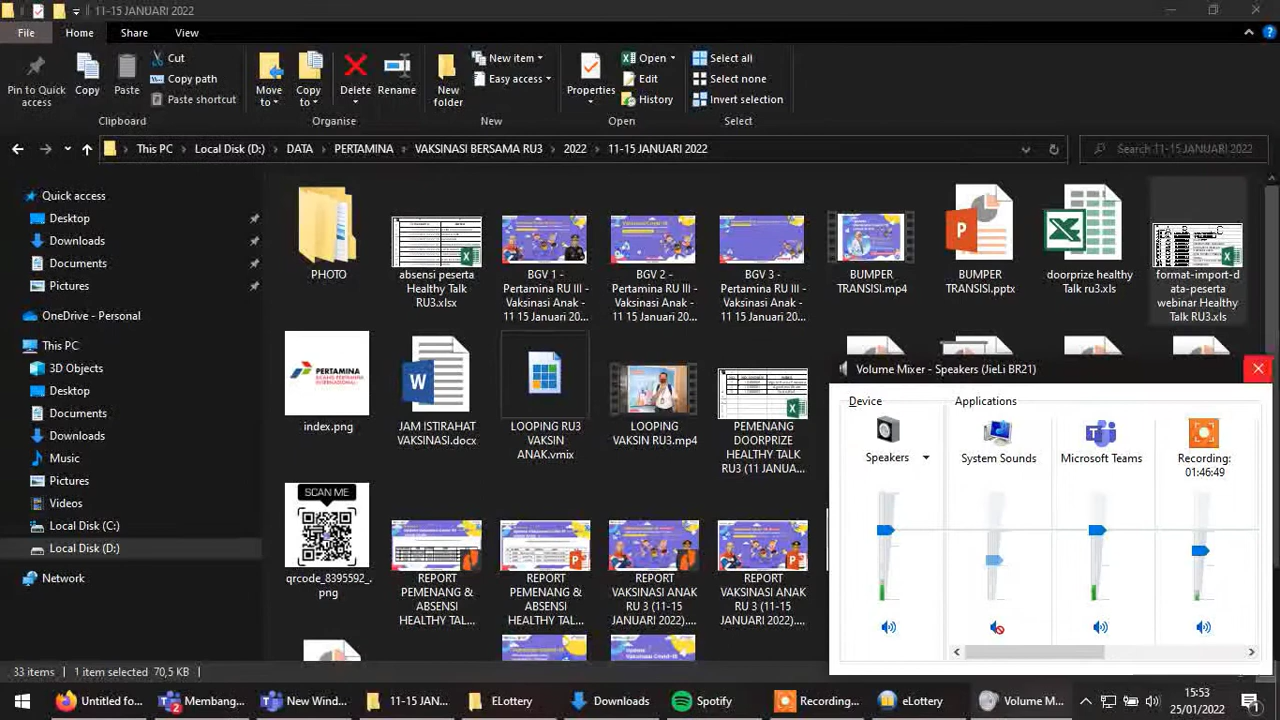 11-15 JANUARI 2022
File
Home
Share
View
Pin to Quick access
Copy
Paste
Cut
Copy path
Paste shortcut
Clipboard
Move to
Copy to
Delete
Rename
Organise
New folder
New item
Easy access
New
Properties
Open
Edit
History
Open
Select all
Select none
Invert selection
Select
This PC
Local Disk (D:)
DATA
PERTAMINA
VAKSINASI BERSAMA RU3
2022
11-15 JANUARI 2022
Search 11-15 JANUARI 2022
Quick access
Desktop
Downloads
Documents
Pictures
OneDrive - Personal
This PC
3D Objects
Desktop
Documents
Downloads
Music
Pictures
Videos
Local Disk (C:)
Local Disk (D:)
Network
PHOTO
absensi peserta
Healthy Talk
RU3.xlsx
BGV 1 -
Pertamina RU III -
Vaksinasi Anak -
11 15 Januari 20...
BGV 2 -
Pertamina RU III -
Vaksinasi Anak -
11 15 Januari 20...
BGV 3 -
Pertamina RU III -
Vaksinasi Anak -
11 15 Januari 20...
BUMPER
TRANSISI.mp4
BUMPER
TRANSISI.pptx
doorprize healthy
Talk ru3.xls
format-import-d
ata-peserta
webinar Healthy
Talk RU3.xls
PERTAMINA
index.png
JAM ISTIRAHAT
VAKSINASI.docx
LOOPING RU3
VAKSIN
ANAK.vmix
LOOPING
VAKSIN RU3.mp4
PEMENANG
DOORPRIZE
HEALTHY TALK
RU3 (11 JANUA...
SCAN ME
qrcode_8395592_.
png
REPORT
PEMENANG &
ABSENSI
HEALTHY TAL...
REPORT
PEMENANG &
ABSENSI
HEALTHY TAL...
REPORT
VAKSINASI ANAK
RU 3 (11-15
JANUARI 2022)....
REPORT
VAKSINASI ANAK
RU 3 (11-15
JANUARI 2022)....
Volume Mixer - Speakers (JieLi BR21)
Device
Applications
Speakers
System Sounds
Microsoft Teams
Recording:
01:46:49
33 items
1 item selected 70,5 KB
Untitled fo...
Membang...
2
New Wind...
11-15 JAN...
ELottery
Downloads
Spotify
Recording...
eLottery
Volume M...
15:53
25/01/2022
1